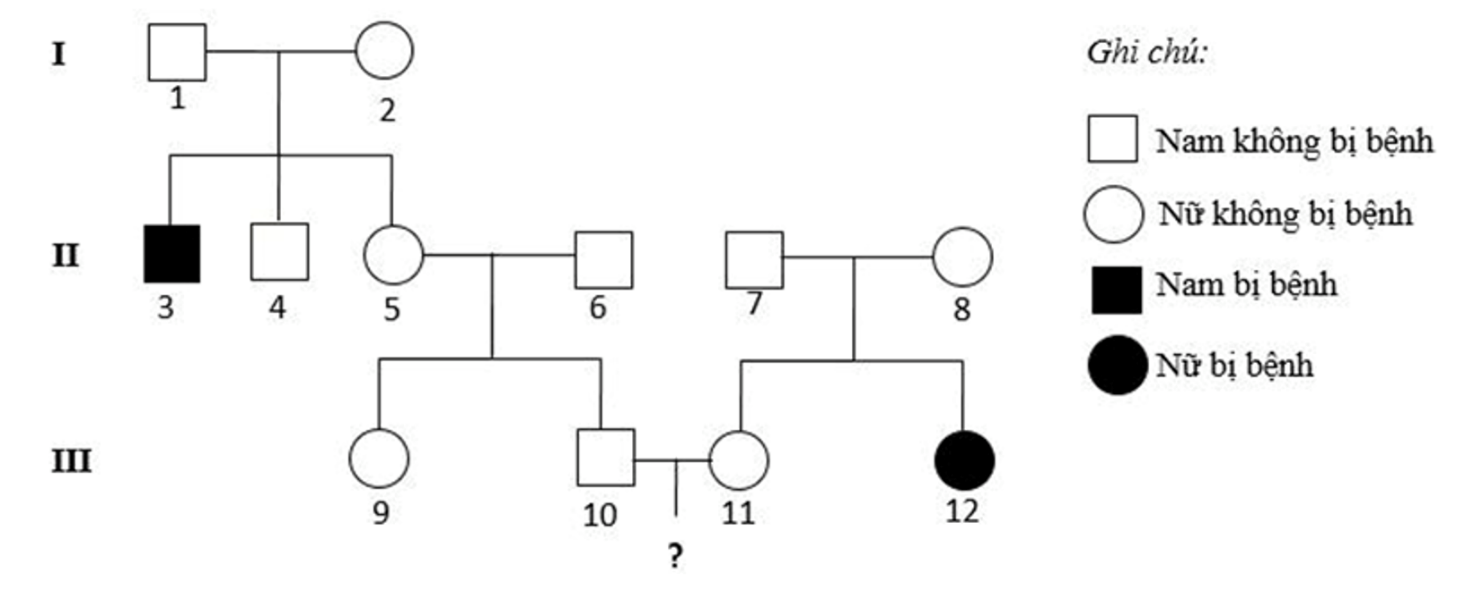 I
1
2
II
3
4
5
6
7
8
III
9
10
11
12
?
Ghi chú:
Nam không bị bệnh
Nữ không bị bệnh
Nam bị bệnh
Nữ bị bệnh